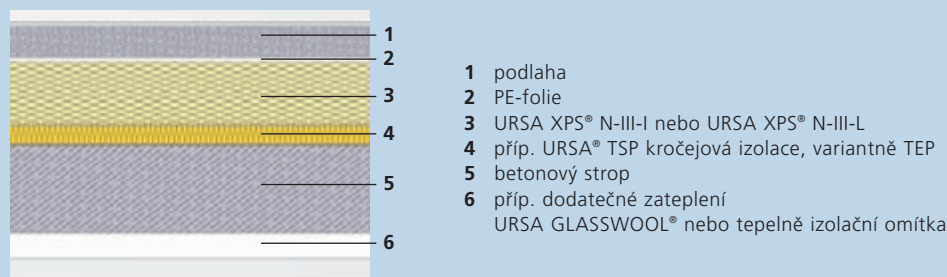 1
2
3
4
5
6
1 podlaha
2 PE-folie
3 URSA XPS® N-III-I nebo URSA XPS® N-III-L
4 příp. URSA® TSP kročejová izolace, variantně TEP
5 betonový strop
6 příp. dodatečné zateplení
URSA GLASSWOOL® nebo tepelně izolační omítka